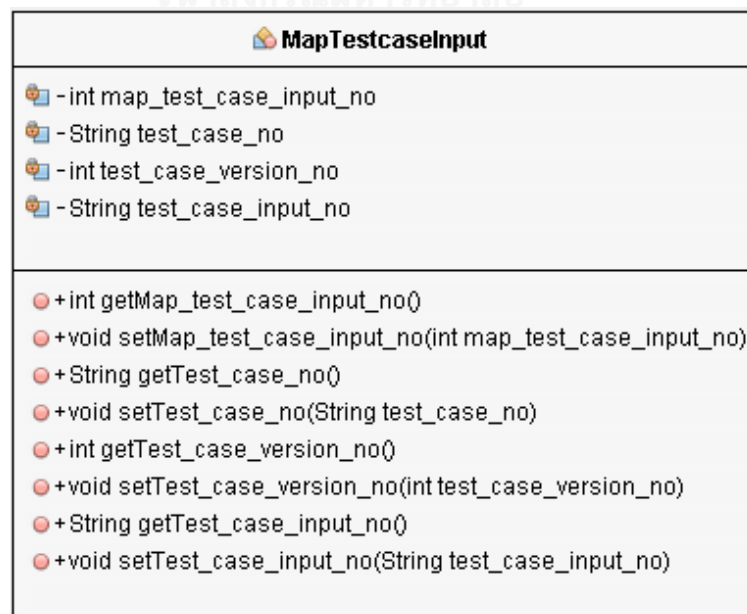 MapTestcaseInput
- int map_test_case_input_no
- String test_case_no
- int test_case_version_no
- String test_case_input_no
+ int getMap_test_case_input_no()
+ void setMap_test_case_input_no(int map_test_case_input_no)
+ String getTest_case_no()
+ void setTest_case_no(String test_case_no)
+ int getTest_case_version_no()
+ void setTest_case_version_no(int test_case_version_no)
+ String getTest_case_input_no()
+ void setTest_case_input_no(String test_case_input_no)